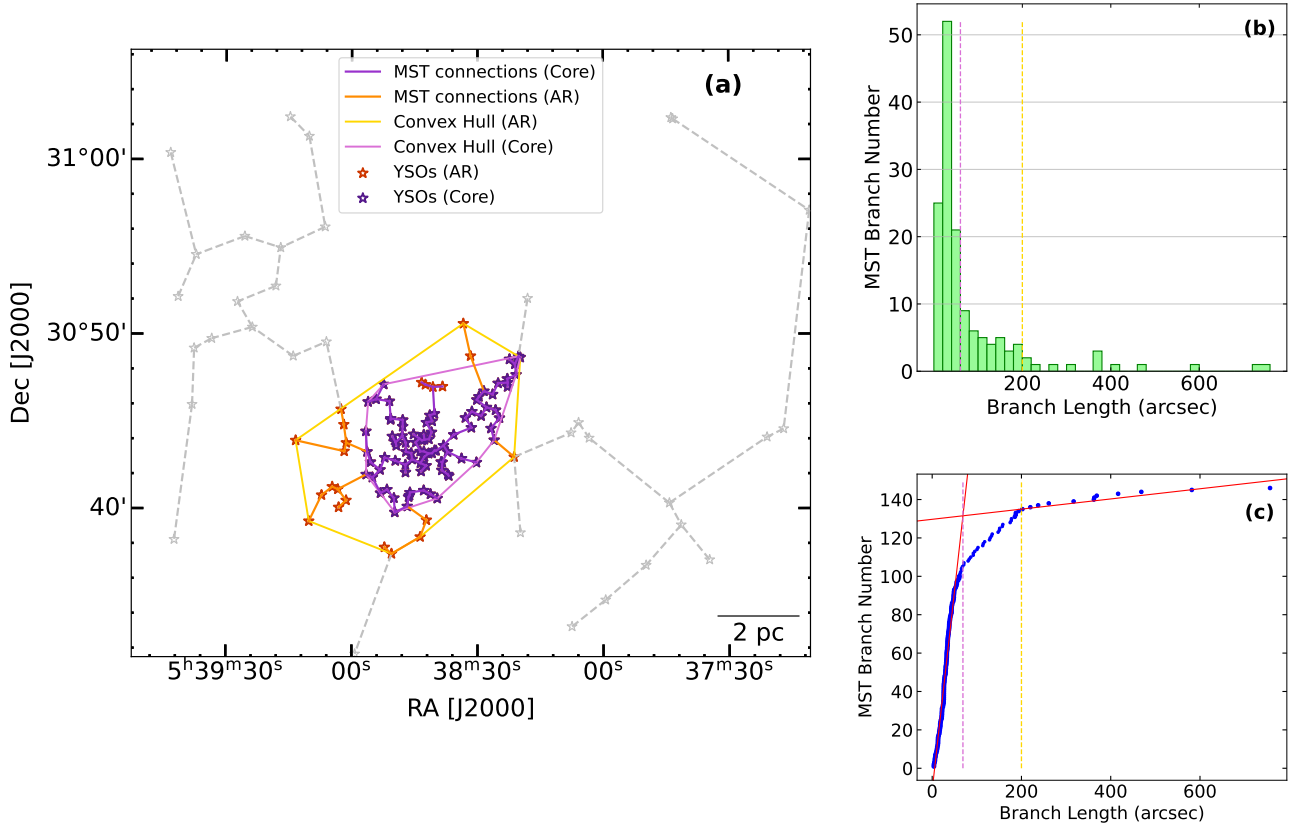 (a)
MST connections (Core)
MST connections (AR)
Convex Hull (AR)
Convex Hull (Core)
YSOs (AR)
YSOs (Core)
31°00'
30°50'
40'
Dec [J2000]
2 pc
5ʰ39ᵐ30ˢ 00ˢ 38ᵐ30ˢ 00ˢ 37ᵐ30ˢ
RA [J2000]
(b)
50
40
30
20
10
0
MST Branch Number
200 400 600
Branch Length (arcsec)
(c)
140
120
100
80
60
40
20
0
MST Branch Number
0 200 400 600
Branch Length (arcsec)